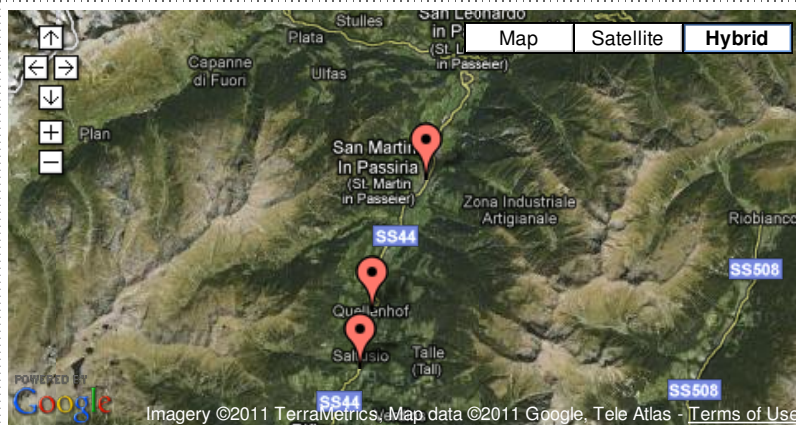 Stulles
San Leonardo
in P
(St. L
in Passeier)
Plata
Map
Satellite
Hybrid
Capanne
di Fuori
Ulfas
Plan
San Martin
In Passiria
(St. Martin
in Passeier)
Zona Industriale
Artigianale
Riobianco
SS44
SS508
Quellenhof
Saltusio
Talle
(Tall)
SS508
SS44
POWERED BY
Google
Imagery ©2011 TerraMetrics, Map data ©2011 Google, Tele Atlas - Terms of Use